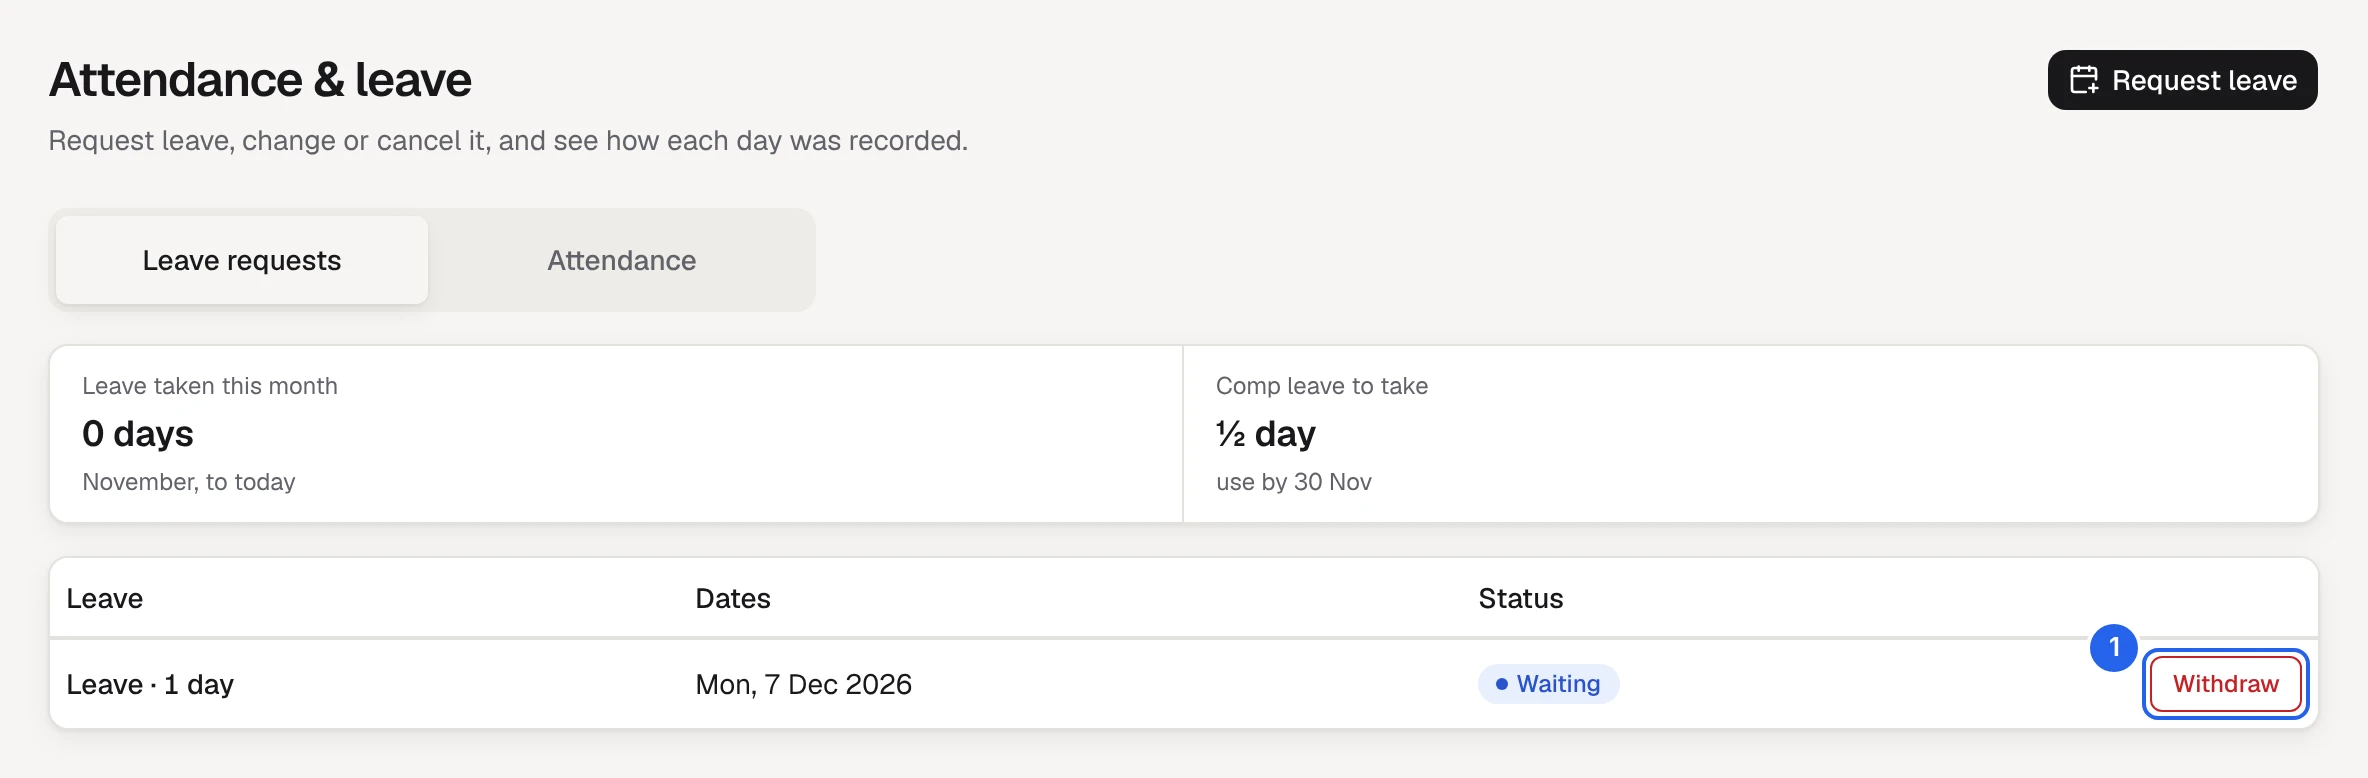 Attendance & leave
Request leave
Request leave, change or cancel it, and see how each day was recorded.
Leave requests
Attendance
Leave taken this month
0 days
November, to today
Comp leave to take
½ day
use by 30 Nov
Leave
Dates
Status
1
Leave · 1 day
Mon, 7 Dec 2026
Waiting
Withdraw